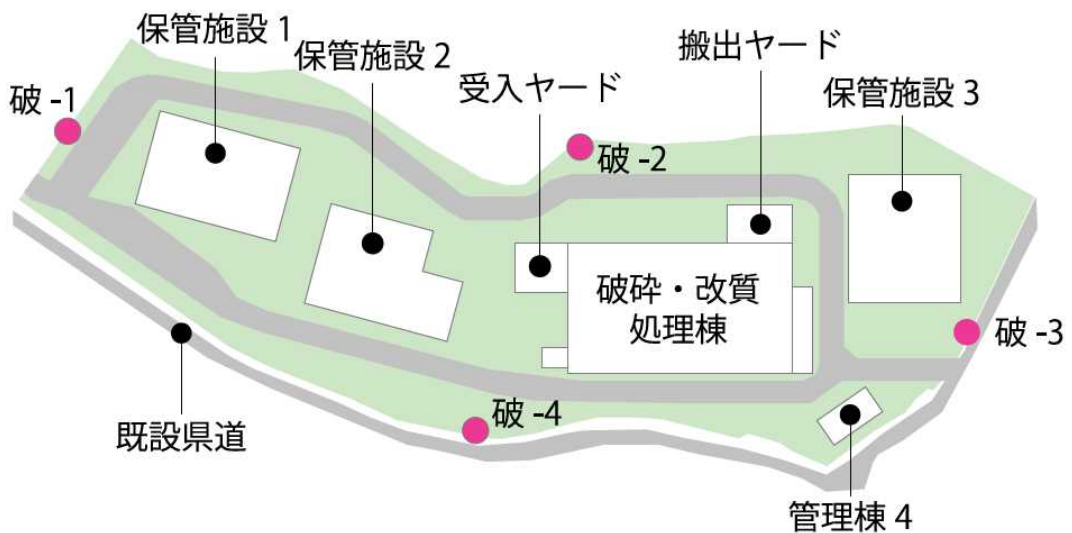 保管施設 1
保管施設 2
搬出ヤード
受入ヤード
保管施設 3
破 -1
破 -2
破砕・改質
処理棟
破 -3
破 -4
既設県道
管理棟 4